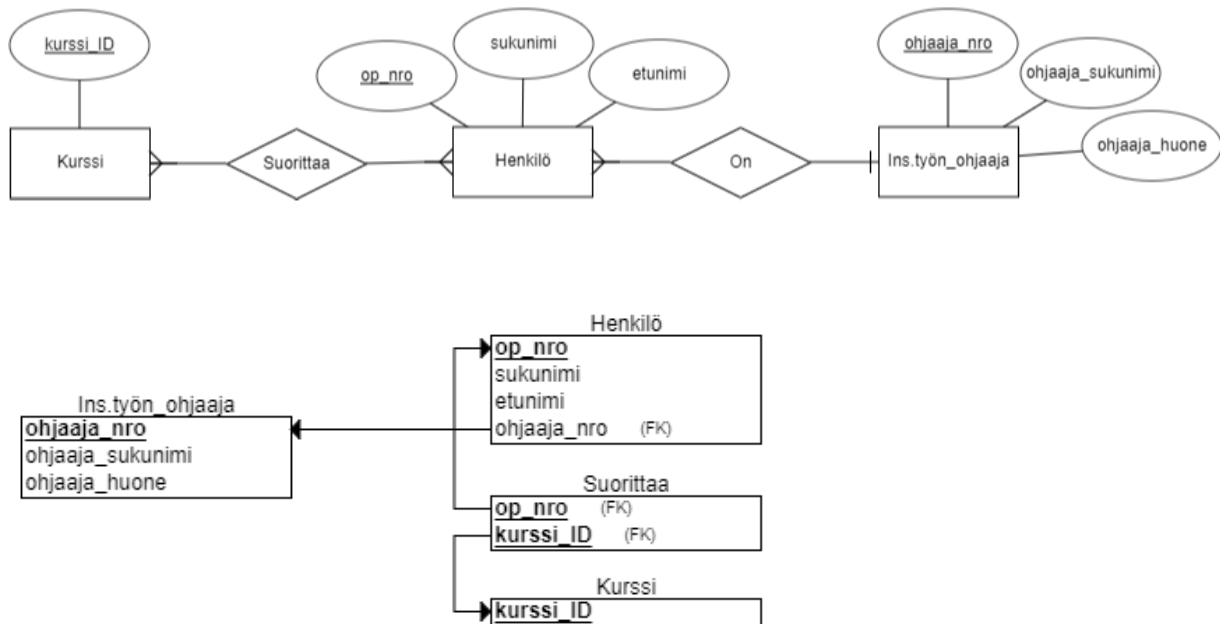 kurssi_ID
op_nro
sukunimi
etunimi
ohjaaja_nro
ohjaaja_sukunimi
ohjaaja_huone
Kurssi
Suorittaa
Henkilö
On
Ins.työn_ohjaaja
Henkilö
op_nro
sukunimi
etunimi
ohjaaja_nro (FK)
Ins.työn_ohjaaja
ohjaaja_nro
ohjaaja_sukunimi
ohjaaja_huone
Suorittaa
op_nro (FK)
kurssi_ID (FK)
Kurssi
kurssi_ID